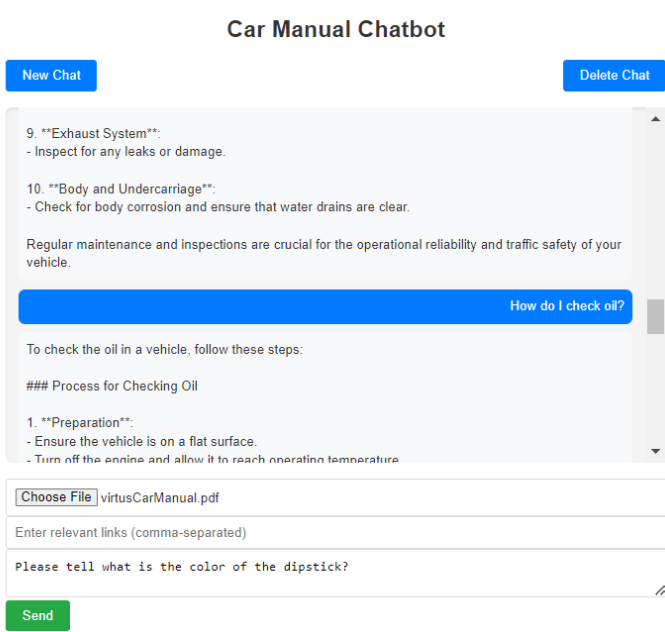 Car Manual Chatbot
New Chat
Delete Chat
9. **Exhaust System**:
- Inspect for any leaks or damage.
10. **Body and Undercarriage**:
- Check for body corrosion and ensure that water drains are clear.
Regular maintenance and inspections are crucial for the operational reliability and traffic safety of your
vehicle.
How do I check oil?
To check the oil in a vehicle, follow these steps:
### Process for Checking Oil
1. **Preparation**:
- Ensure the vehicle is on a flat surface.
- Turn off the engine and allow it to reach operating temperature
Choose File virtusCarManual.pdf
Enter relevant links (comma-separated)
Please tell what is the color of the dipstick?
Send